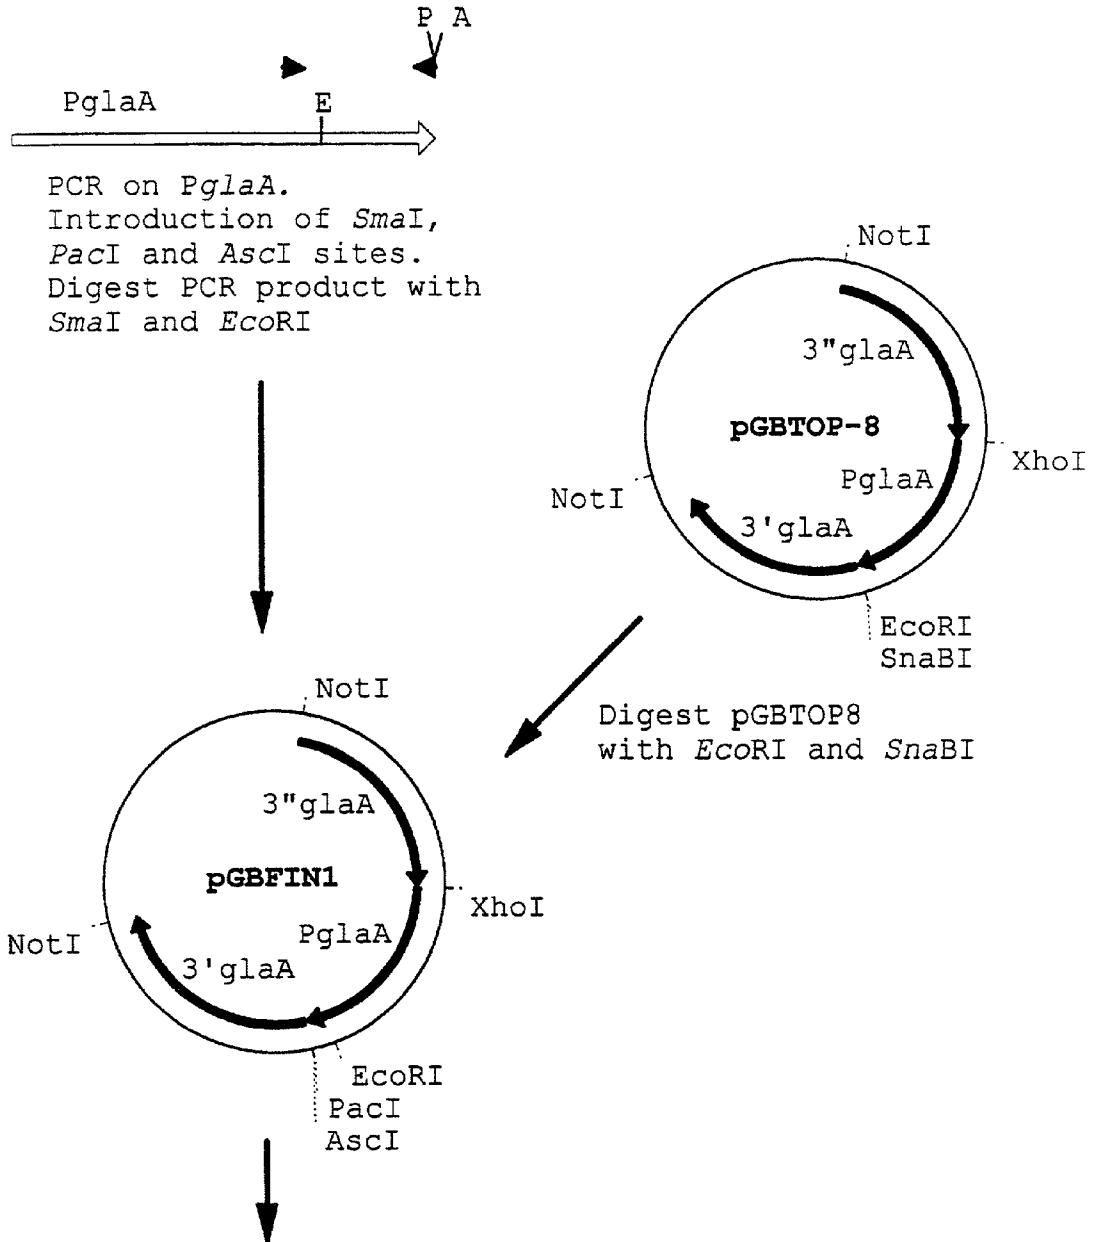 P A
PglaA
E
PCR on PglaA.
Introduction of SmaI,
PacI and AscI sites.
Digest PCR product with
SmaI and EcoRI
NotI
3"glaA
pGBTOP-8
XhoI
PglaA
NotI
3'glaA
EcoRI
SnaBI
Digest pGBTOP8
with EcoRI and SnaBI
NotI
3"glaA
pGBFIN1
XhoI
PglaA
NotI
3'glaA
EcoRI
PacI
AscI